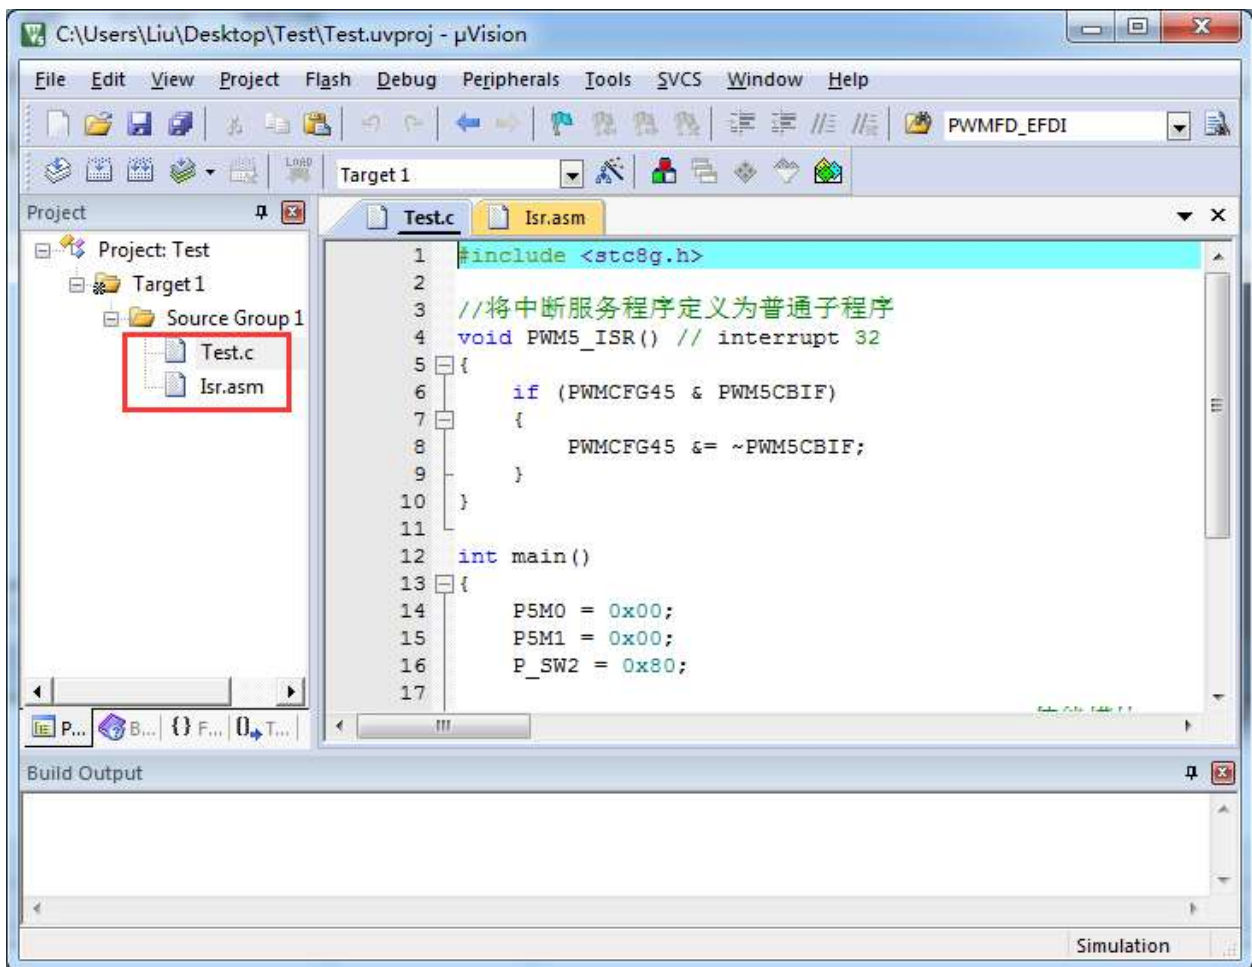 C:\Users\Liu\Desktop\Test\Test.uvproj - µVision
File Edit View Project Flash Debug Peripherals Tools SVCS Window Help
PWMFD_EFDI
LOAD Target 1
Project
Project: Test
Target 1
Source Group 1
Test.c
Isr.asm
P... B... {} F... T...
Test.c Isr.asm
1 #include <stc8g.h>
2
3 //将中断服务程序定义为普通子程序
4 void PWM5_ISR() // interrupt 32
5 {
6 if (PWMCFG45 & PWM5CBIF)
7 {
8 PWMCFG45 &= ~PWM5CBIF;
9 }
10 }
11
12 int main()
13 {
14 P5M0 = 0x00;
15 P5M1 = 0x00;
16 P_SW2 = 0x80;
17
Build Output
Simulation